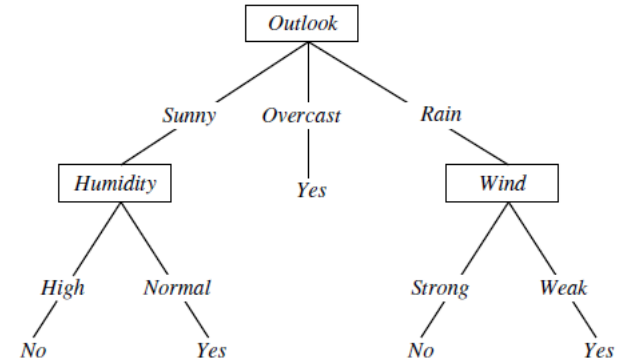 Outlook
Sunny Overcast Rain
Humidity Yes Wind
High Normal Strong Weak
No Yes No Yes